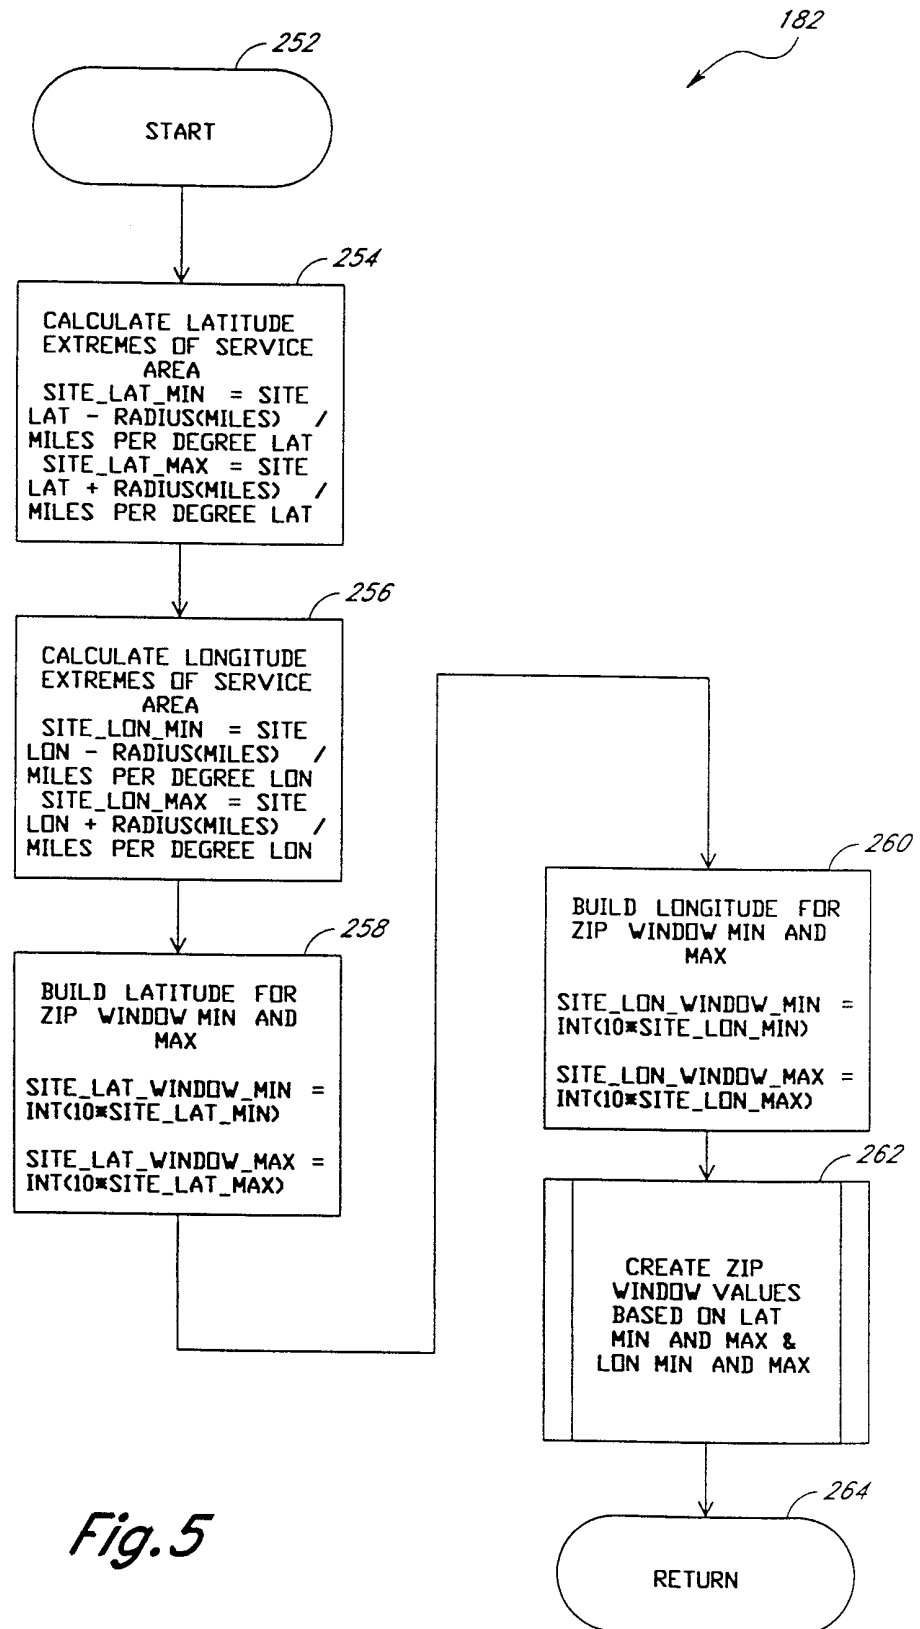 182
252
START
254
CALCULATE LATITUDE
EXTREMES OF SERVICE
AREA
SITE_LAT_MIN = SITE
LAT - RADIUS(MILES) /
MILES PER DEGREE LAT
SITE_LAT_MAX = SITE
LAT + RADIUS(MILES) /
MILES PER DEGREE LAT
256
CALCULATE LONGITUDE
EXTREMES OF SERVICE
AREA
SITE_LON_MIN = SITE
LON - RADIUS(MILES) /
MILES PER DEGREE LON
SITE_LON_MAX = SITE
LON + RADIUS(MILES) /
MILES PER DEGREE LON
258
BUILD LATITUDE FOR
ZIP WINDOW MIN AND
MAX
SITE_LAT_WINDOW_MIN =
INT(10*SITE_LAT_MIN)
SITE_LAT_WINDOW_MAX =
INT(10*SITE_LAT_MAX)
260
BUILD LONGITUDE FOR
ZIP WINDOW MIN AND
MAX
SITE_LON_WINDOW_MIN =
INT(10*SITE_LON_MIN)
SITE_LON_WINDOW_MAX =
INT(10*SITE_LON_MAX)
262
CREATE ZIP
WINDOW VALUES
BASED ON LAT
MIN AND MAX &
LON MIN AND MAX
264
RETURN
Fig.5